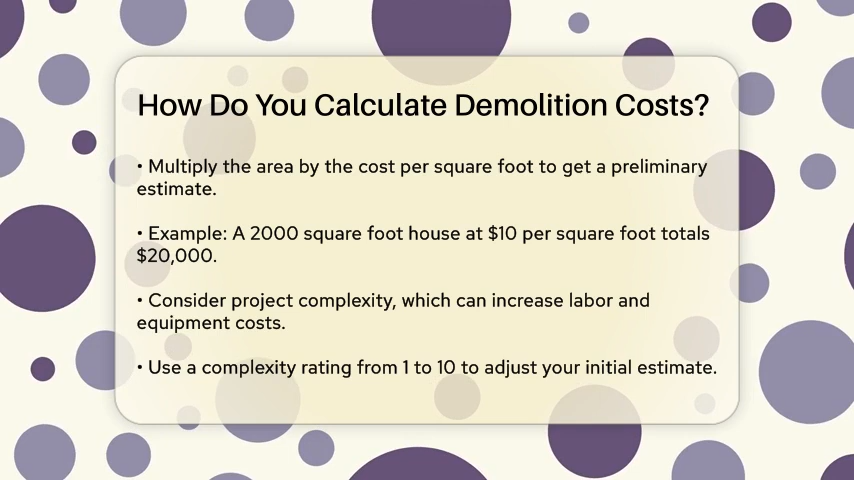 How Do You Calculate Demolition Costs?
• Multiply the area by the cost per square foot to get a preliminary
estimate.
• Example: A 2000 square foot house at $10 per square foot totals
$20,000.
• Consider project complexity, which can increase labor and
equipment costs.
• Use a complexity rating from 1 to 10 to adjust your initial estimate.